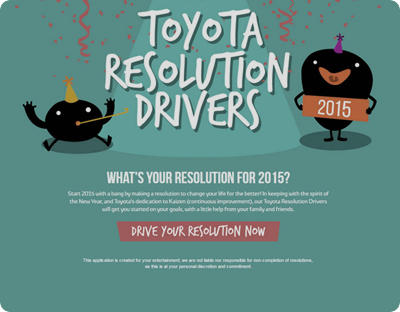 TOYOTA
RESOLUTION
DRIVERS
2015
WHAT'S YOUR RESOLUTION FOR 2015?
Start 2015 with a bang by making a resolution to change your life for the better! In keeping with the spirit of
the New Year, and Toyota's dedication to Kaizen (continuous improvement), our Toyota Resolution Drivers
will get you started on your goals, with a little help from your family and friends.
DRIVE YOUR RESOLUTION NOW
This application is created for your entertainment, we are not liable nor responsible for non-completion of resolutions,
as this is at your personal discretion and commitment.